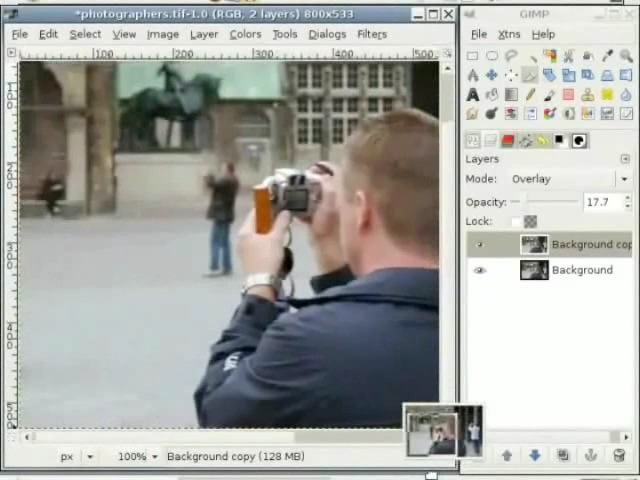 *photographers.tif-1.0 (RGB, 2 layers) 800x533
File Edit Select View Image Layer Colors Tools Dialogs Filters
100 200 300 400 500
px 100% Background copy (128 MB)
GIMP
File Xtns Help
Layers
Mode: Overlay
Opacity: 17.7
Lock:
Background cop
Background